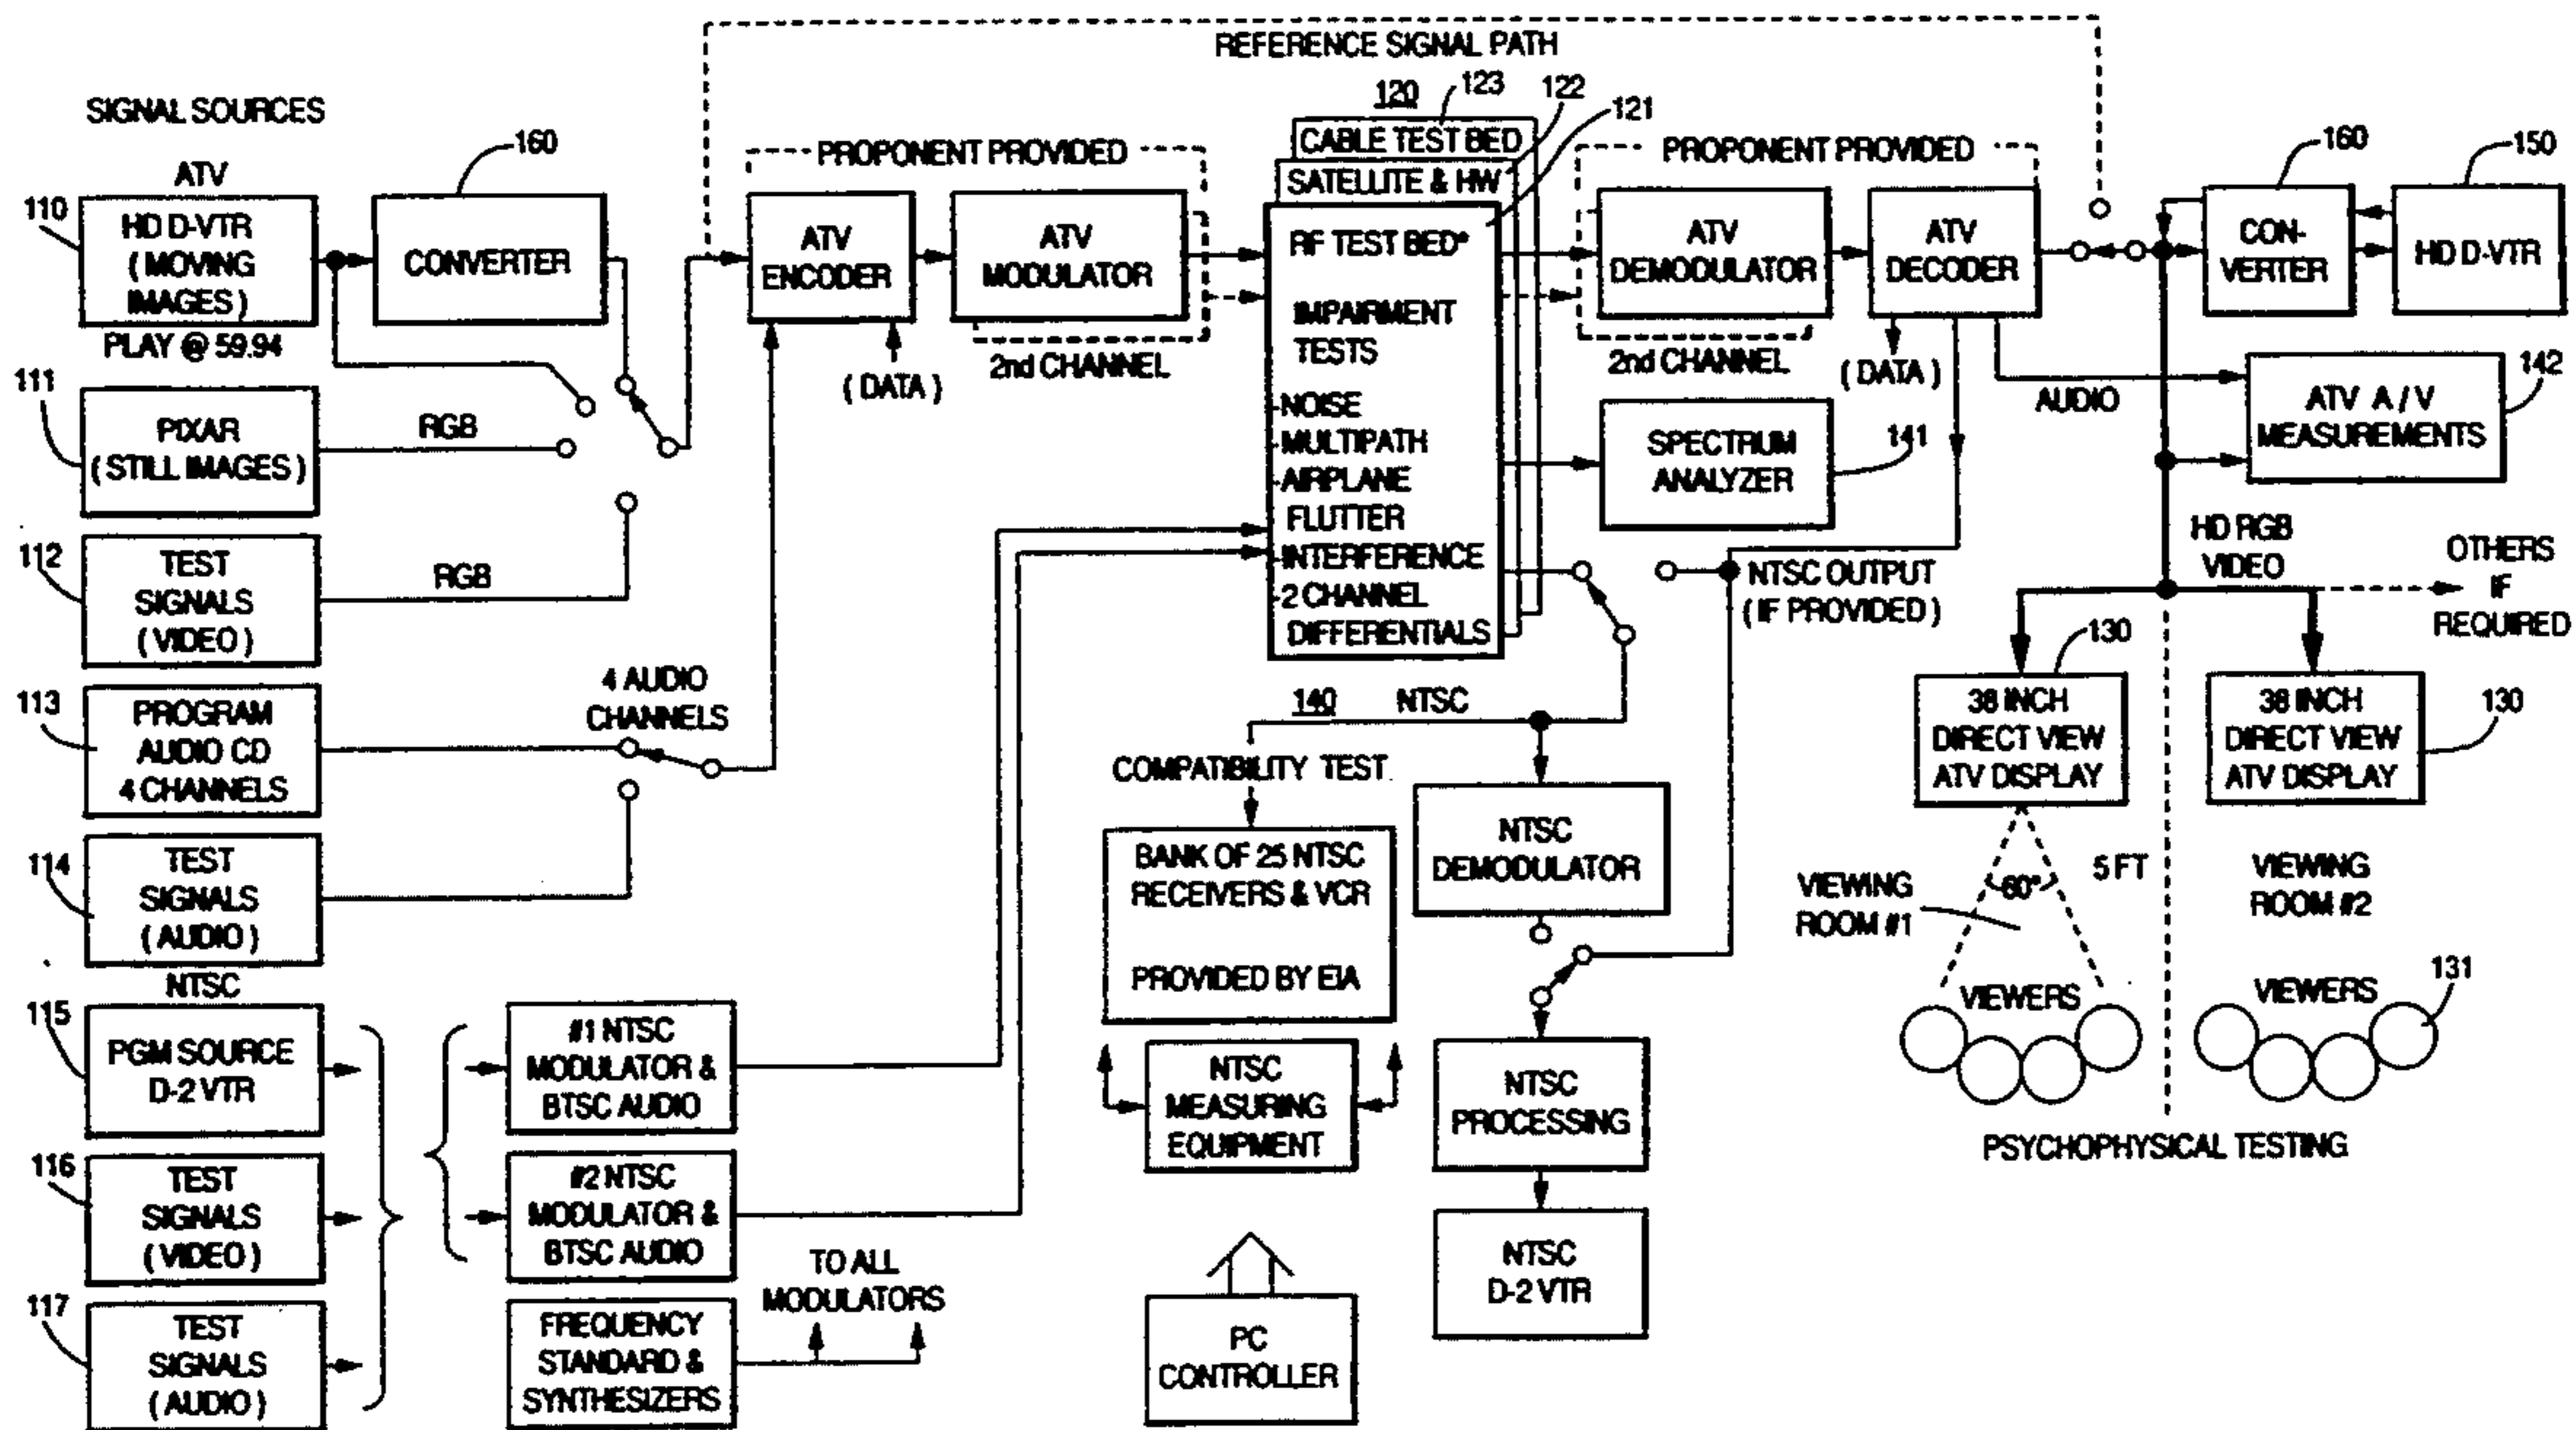 REFERENCE SIGNAL PATH
SIGNAL SOURCES
ATV
110
HD D-VTR
( MOVING
IMAGES )
PLAY @ 59.94
160
CONVERTER
111
PIXAR
( STILL IMAGES )
RGB
112
TEST
SIGNALS
( VIDEO )
RGB
113
PROGRAM
AUDIO CD
4 CHANNELS
4 AUDIO
CHANNELS
114
TEST
SIGNALS
( AUDIO )
NTSC
115
PGM SOURCE
D-2 VTR
116
TEST
SIGNALS
( VIDEO )
117
TEST
SIGNALS
( AUDIO )
#1 NTSC
MODULATOR &
BTSC AUDIO
#2 NTSC
MODULATOR &
BTSC AUDIO
FREQUENCY
STANDARD &
SYNTHESIZERS
TO ALL
MODULATORS
PROPONENT PROVIDED
ATV
ENCODER
ATV
MODULATOR
( DATA )
2nd CHANNEL
120
123
122
121
CABLE TEST BED
SATELLITE & HW
RF TEST BED*
IMPAIRMENT
TESTS
-NOISE
-MULTIPATH
-AIRPLANE
FLUTTER
-INTERFERENCE
-2 CHANNEL
DIFFERENTIALS
PROPONENT PROVIDED
ATV
DEMODULATOR
ATV
DECODER
2nd CHANNEL
( DATA )
AUDIO
SPECTRUM
ANALYZER
141
NTSC OUTPUT
( IF PROVIDED )
140
NTSC
COMPATIBILITY TEST
BANK OF 25 NTSC
RECEIVERS & VCR
PROVIDED BY EIA
NTSC
MEASURING
EQUIPMENT
NTSC
DEMODULATOR
NTSC
PROCESSING
NTSC
D-2 VTR
PC
CONTROLLER
160
CON-
VERTER
150
HD D-VTR
142
ATV A / V
MEASUREMENTS
HD RGB
VIDEO
OTHERS
IF
REQUIRED
130
38 INCH
DIRECT VIEW
ATV DISPLAY
130
38 INCH
DIRECT VIEW
ATV DISPLAY
60°
5 FT
VIEWING
ROOM #1
VIEWING
ROOM #2
VIEWERS
VIEWERS
131
PSYCHOPHYSICAL TESTING